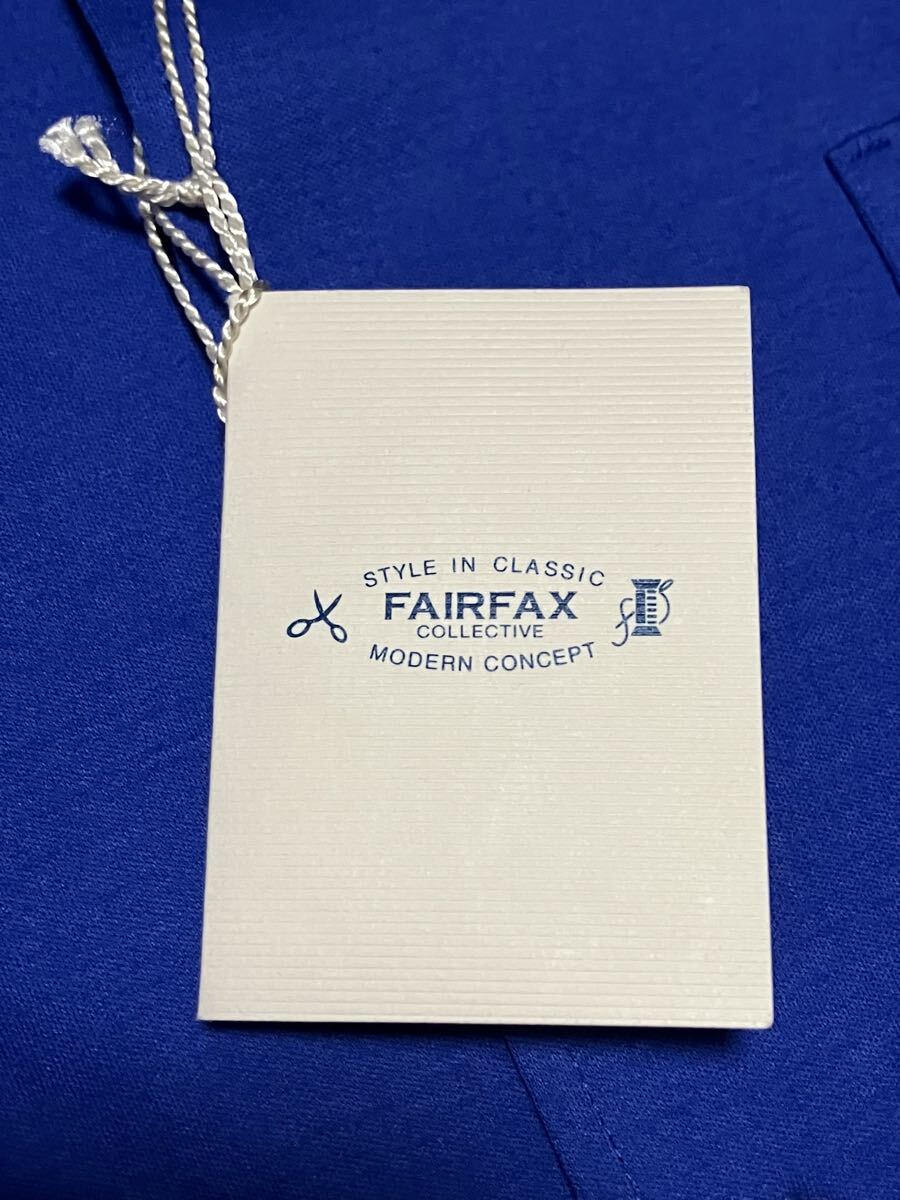 STYLE IN CLASSIC
FAIRFAX
COLLECTIVE
MODERN CONCEPT